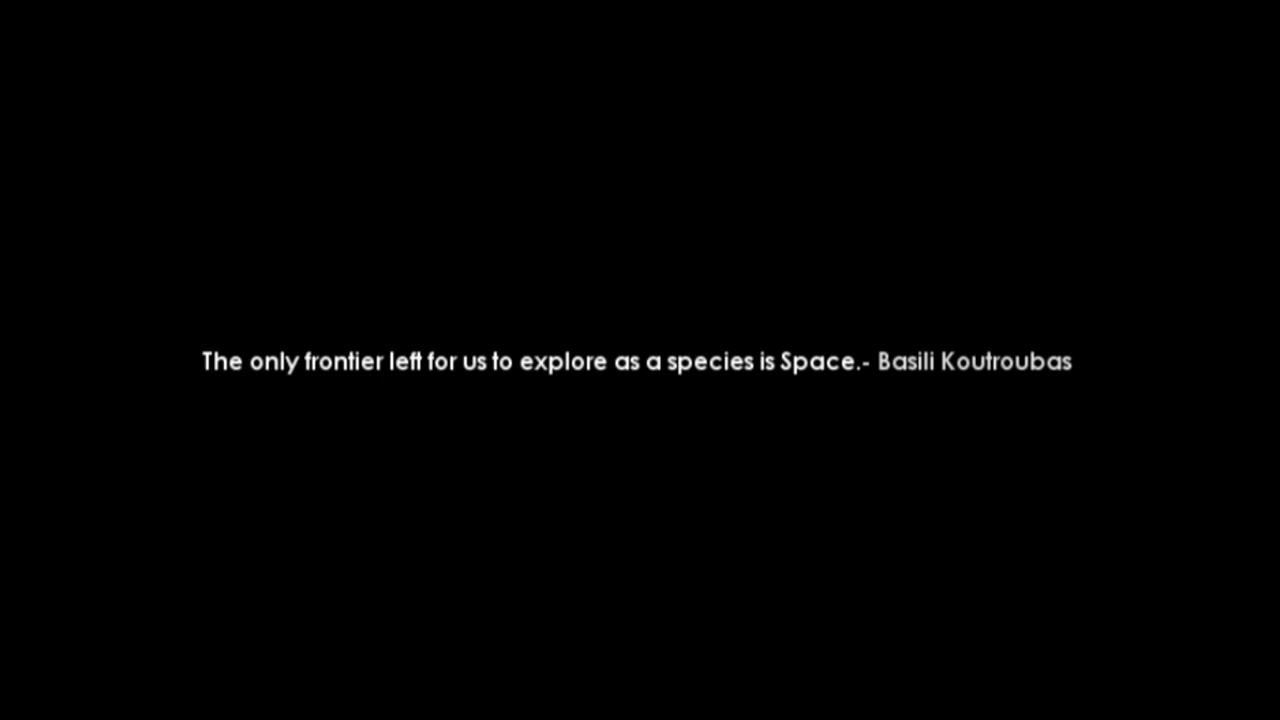 The only frontier left for us to explore as a species is Space.- Basili Koutroubas